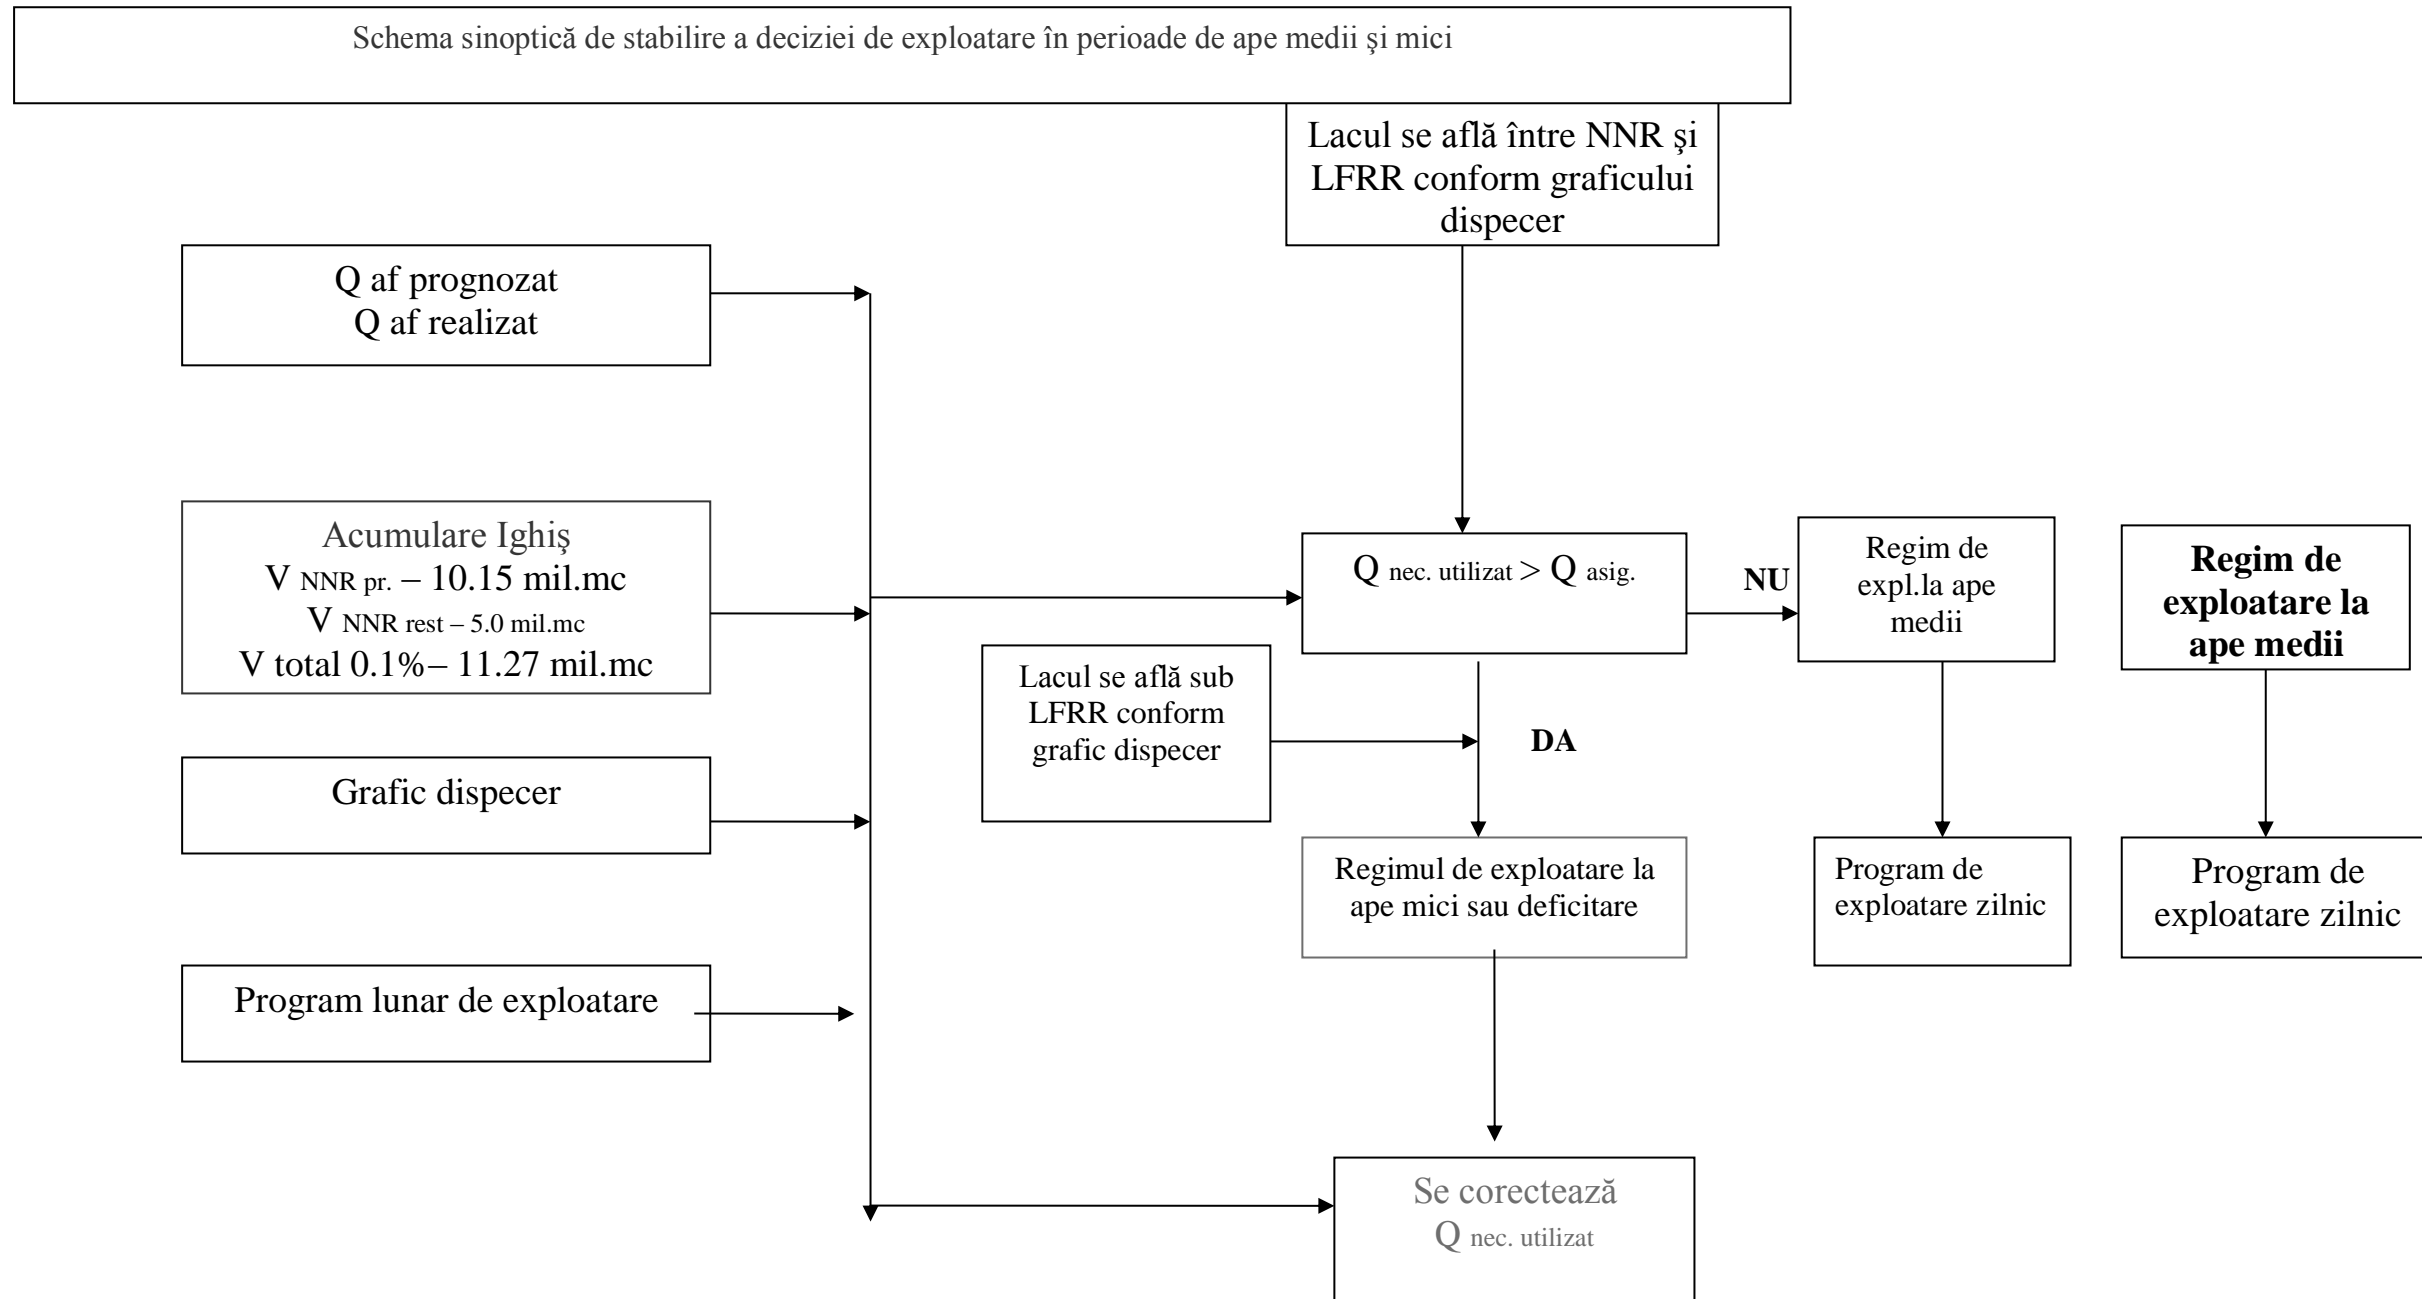 Schema sinoptică de stabilire a deciziei de exploatare în perioade de ape medii şi mici
Lacul se află între NNR şi
LFRR conform graficului
dispecer
Q af prognozat
Q af realizat
Acumulare Ighiş
V NNR pr. – 10.15 mil.mc
V NNR rest – 5.0 mil.mc
V total 0.1% – 11.27 mil.mc
Q nec. utilizat > Q asig.
NU
Regim de
expl.la ape
medii
Regim de
exploatare la
ape medii
Lacul se află sub
LFRR conform
grafic dispecer
DA
Grafic dispecer
Regimul de exploatare la
ape mici sau deficitare
Program de
exploatare zilnic
Program de
exploatare zilnic
Program lunar de exploatare
Se corectează
Q nec. utilizat